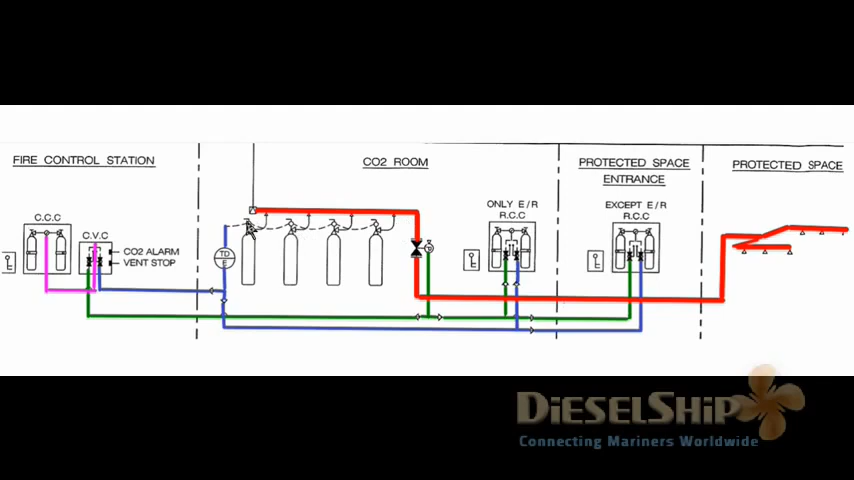 FIRE CONTROL STATION
CO2 ROOM
PROTECTED SPACE
ENTRANCE
PROTECTED SPACE
C.C.C
C.V.C
CO2 ALARM
VENT STOP
TD
E
ONLY E/R
R.C.C
EXCEPT E/R
R.C.C
DiESELSHiP
Connecting Mariners Worldwide